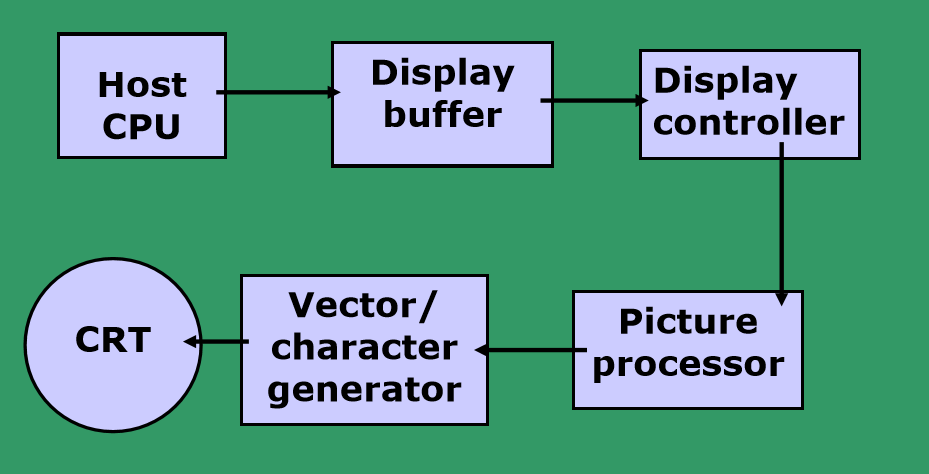 Host
CPU
Display
buffer
Display
controller
CRT
Vector/
character
generator
Picture
processor